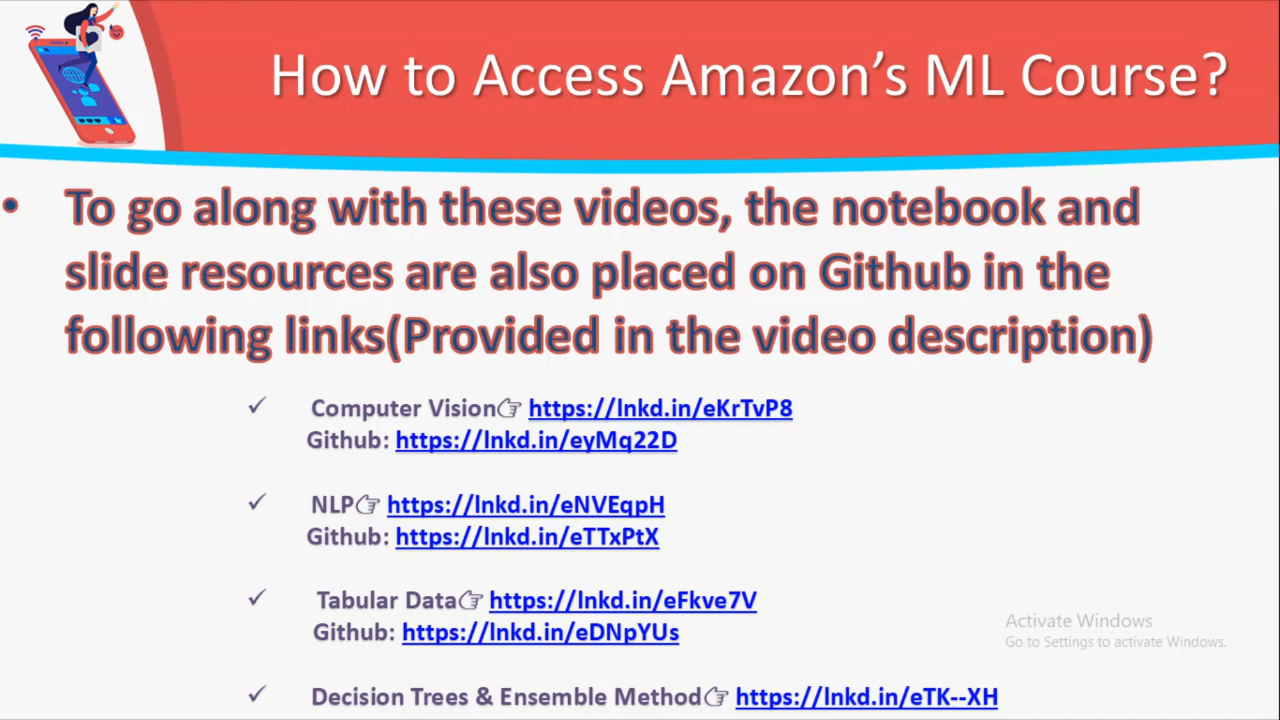 How to Access Amazon’s ML Course?
• To go along with these videos, the notebook and
slide resources are also placed on Github in the
following links(Provided in the video description)
✓ Computer Vision👉 https://lnkd.in/eKrTvP8
Github: https://lnkd.in/eyMq22D
✓ NLP👉 https://lnkd.in/eNVEqpH
Github: https://lnkd.in/eTTxPtX
✓ Tabular Data👉 https://lnkd.in/eFkve7V
Github: https://lnkd.in/eDNpYUs
Activate Windows
Go to Settings to activate Windows.
✓ Decision Trees & Ensemble Method👉 https://lnkd.in/eTK--XH